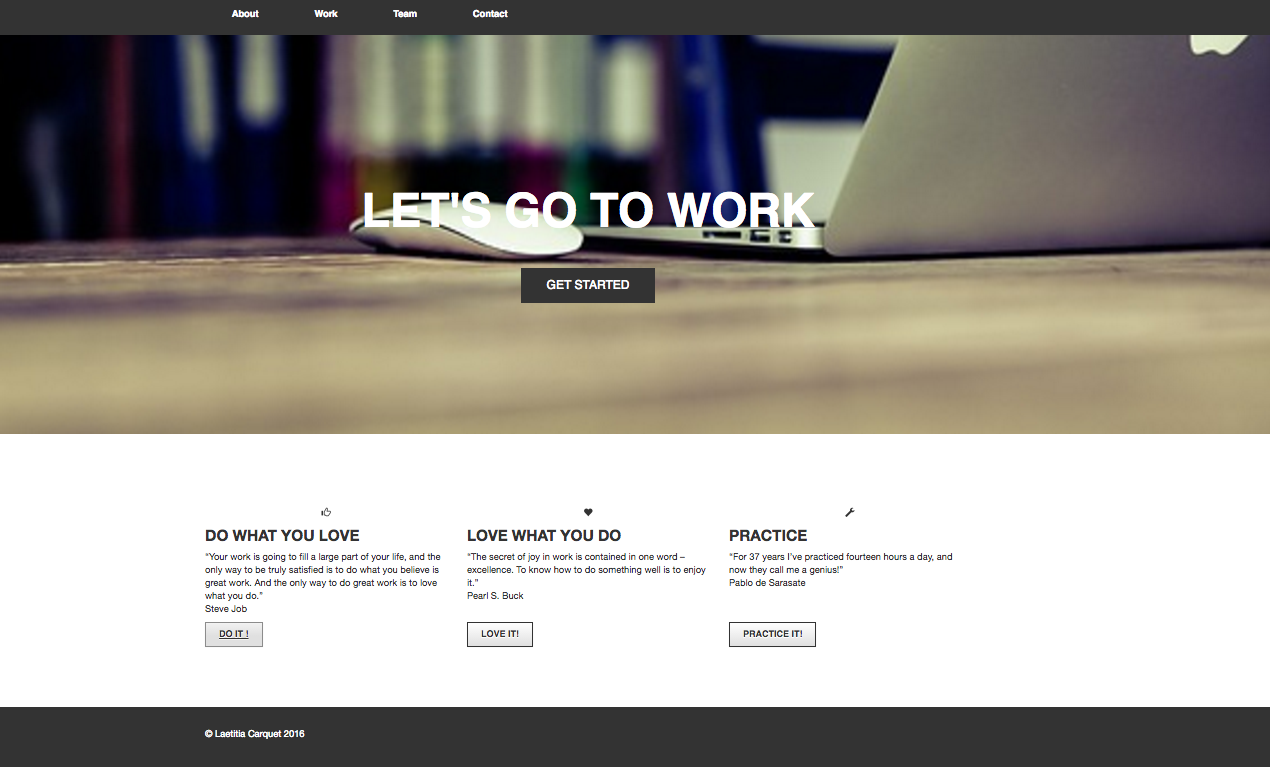 About Work Team Contact
LET'S GO TO WORK
GET STARTED
DO WHAT YOU LOVE
“Your work is going to fill a large part of your life, and the
only way to be truly satisfied is to do what you believe is
great work. And the only way to do great work is to love
what you do.”
Steve Job
DO IT !
LOVE WHAT YOU DO
“The secret of joy in work is contained in one word –
excellence. To know how to do something well is to enjoy
it.”
Pearl S. Buck
LOVE IT!
PRACTICE
“For 37 years I've practiced fourteen hours a day, and
now they call me a genius!”
Pablo de Sarasate
PRACTICE IT!
© Laetitia Carquet 2016